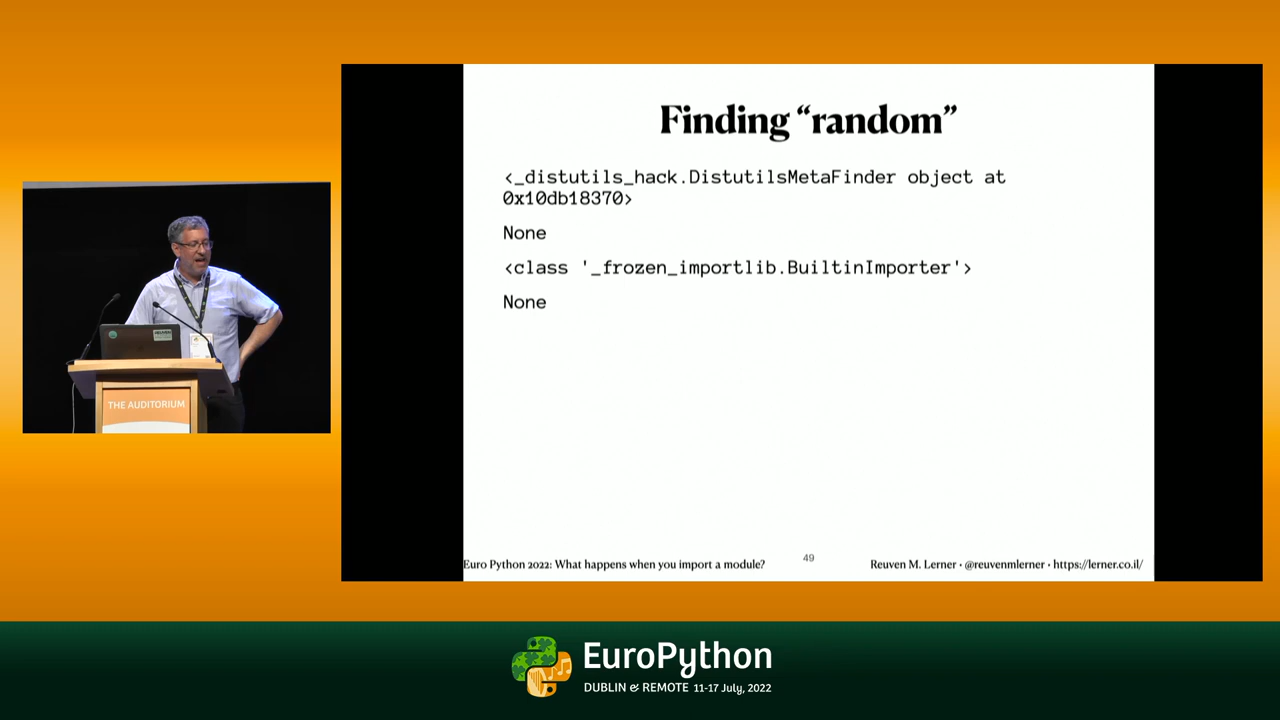 Finding “random”
<_distutils_hack.DistutilsMetaFinder object at
0x10db18370>
None
<class '_frozen_importlib.BuiltinImporter'>
None
Euro Python 2022: What happens when you import a module?
49
Reuven M. Lerner • @reuvenmlerner • https://lerner.co.il/
THE AUDITORIUM
EuroPython
DUBLIN & REMOTE 11-17 July, 2022